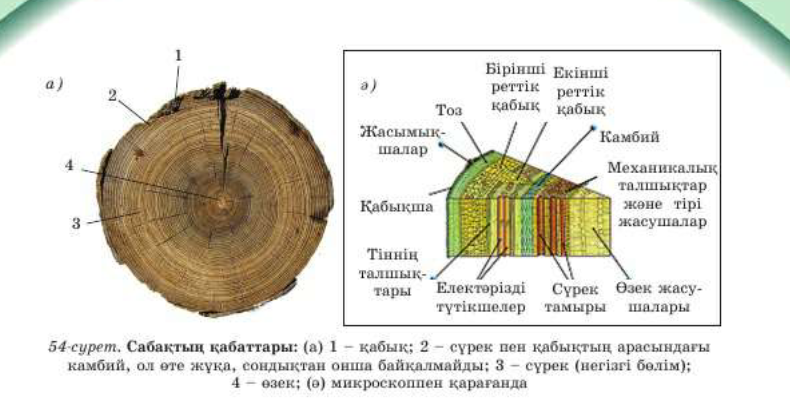 а)
1
2
4
3
ә)
Бірінші
реттік
қабық
Екінші
реттік
қабық
Тоз
Камбий
Жасымық-
шалар
Механикалық
талшықтар
және тірі
жасушалар
Қабықша
Тіннің
талшық-
тары
Електәрізді
түтікшелер
Сүрек
тамыры
Өзек жасу-
шалары
54-сурет. Сабақтың қабаттары: (а) 1 – қабық; 2 – сүрек пен қабықтың арасындағы
камбий, ол өте жұқа, сондықтан онша байқалмайды; 3 – сүрек (негізгі бөлім);
4 – өзек; (ә) микроскоппен қарағанда